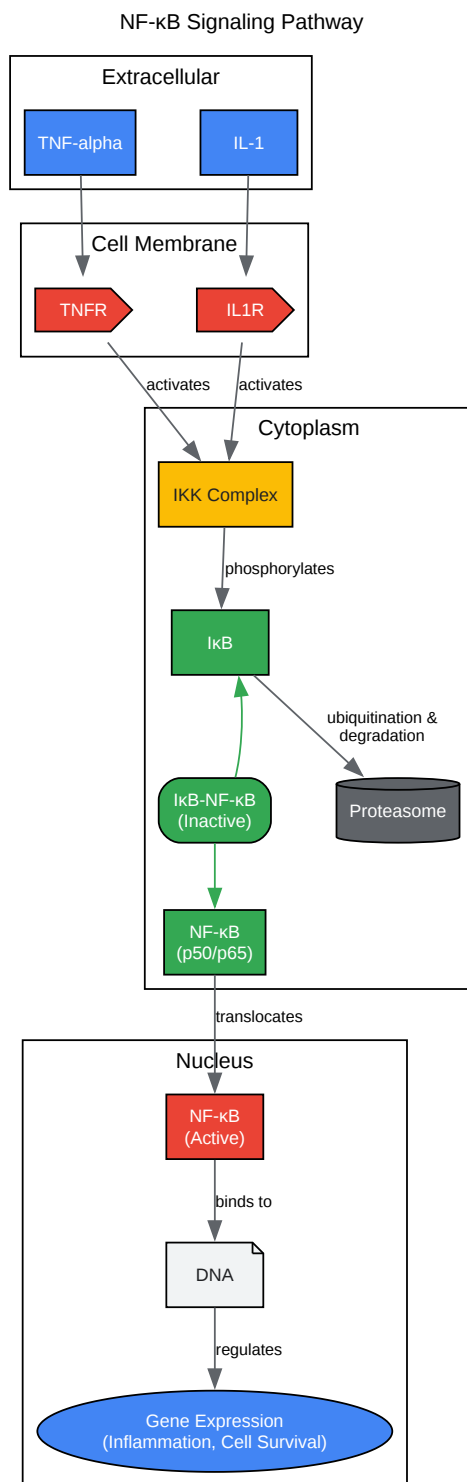 NF-κB Signaling Pathway
Extracellular
TNF-alpha
IL-1
Cell Membrane
TNFR
IL1R
activates
activates
Cytoplasm
IKK Complex
phosphorylates
IκB
ubiquitination &
degradation
IκB-NF-κB
(Inactive)
Proteasome
NF-κB
(p50/p65)
translocates
Nucleus
NF-κB
(Active)
binds to
DNA
regulates
Gene Expression
(Inflammation, Cell Survival)